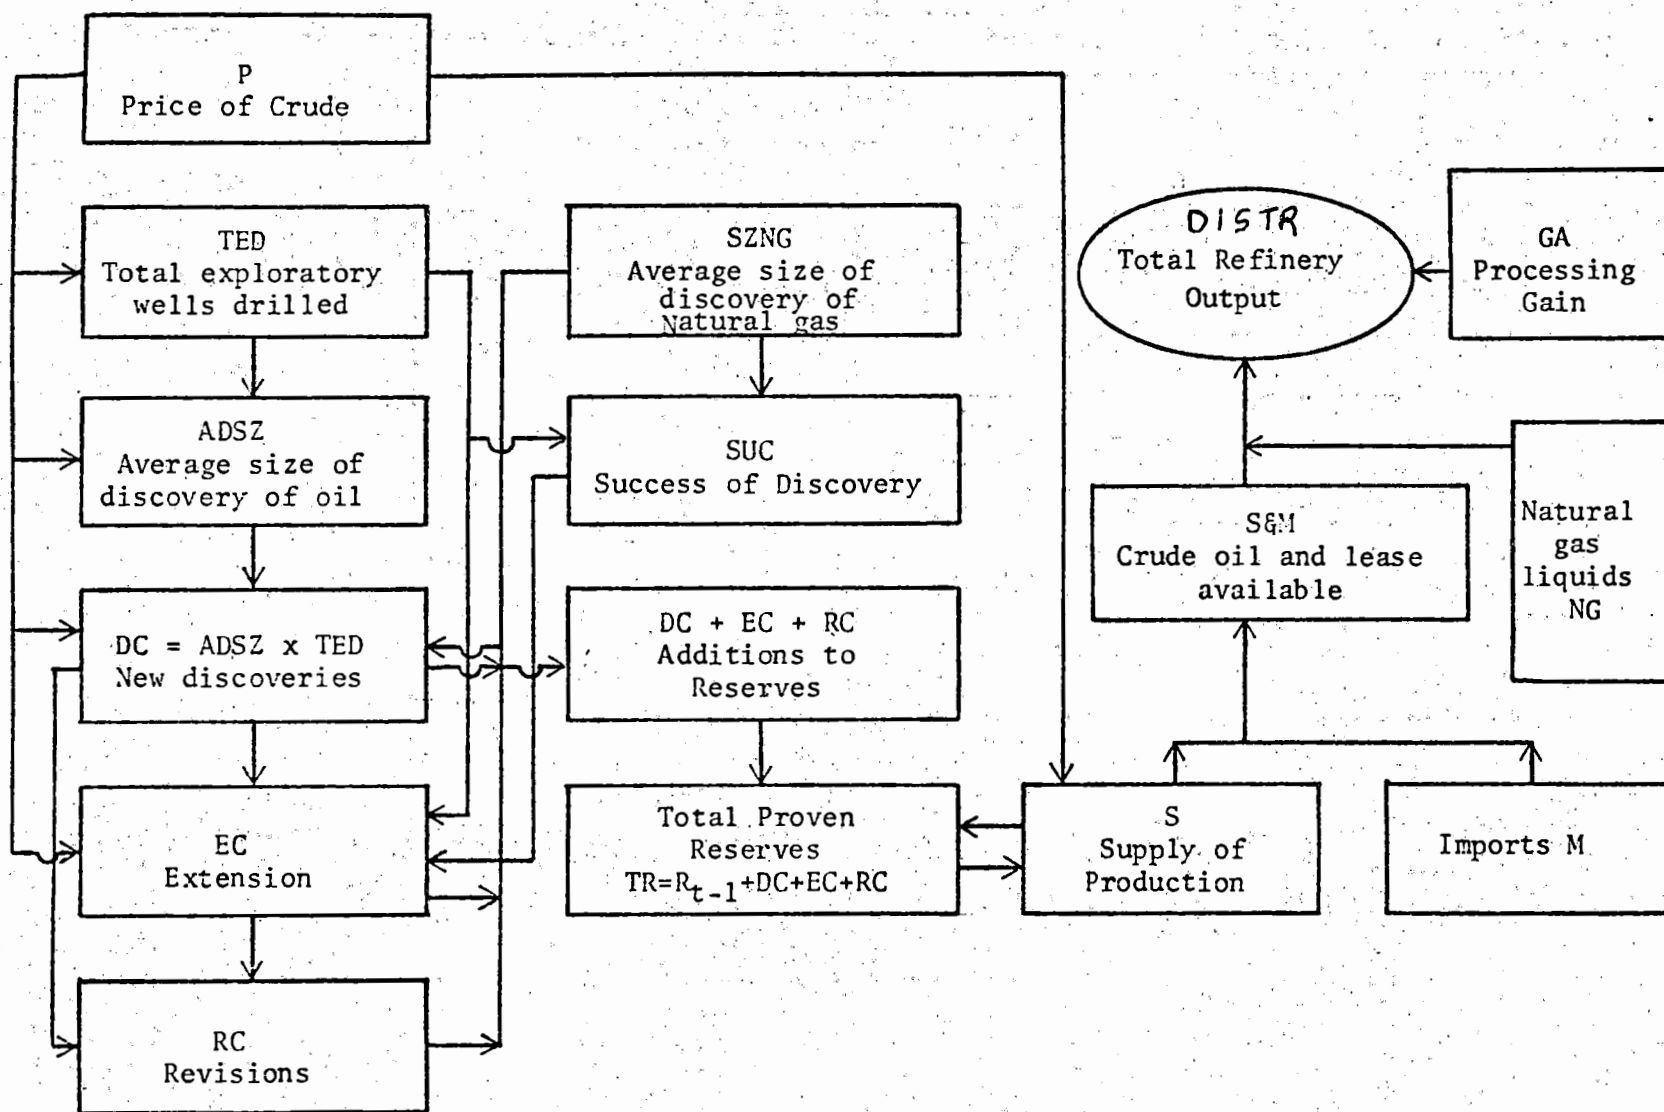 P
Price of Crude
TED
Total exploratory
wells drilled
SZNG
Average size of
discovery of
Natural gas
DISTR
Total Refinery
Output
GA
Processing
Gain
ADSZ
Average size of
discovery of oil
SUC
Success of Discovery
S&M
Crude oil and lease
available
Natural
gas
liquids
NG
DC = ADSZ x TED
New discoveries
DC + EC + RC
Additions to
Reserves
EC
Extension
Total Proven
Reserves
TR=Rt-1+DC+EC+RC
S
Supply of
Production
Imports M
RC
Revisions